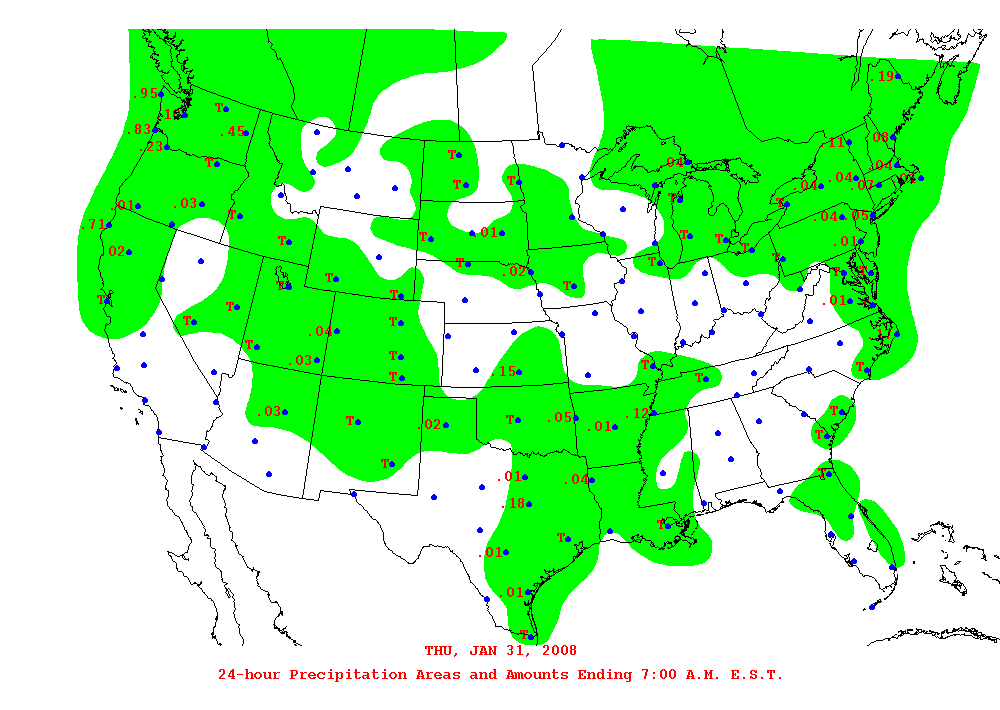 .19
.95
T
.45
.83
.08
.23
.11
T
T
.04
.04
T
T
.04
.07
.04
T
.01
.03
T
T
.04
.05
.71
T
T
.01
T
T
T
.01
.02
T
T
T
T
.02
T
T
T
T
T
T
T
.01
T
T
T
.04
.03
T
T
T
.15
T
T
T
.03
T
.02
T
.05
.01
.12
T
T
T
.01
.04
T
.18
T
T
.01
.01
T
THU, JAN 31, 2008
24-hour Precipitation Areas and Amounts Ending 7:00 A.M. E.S.T.